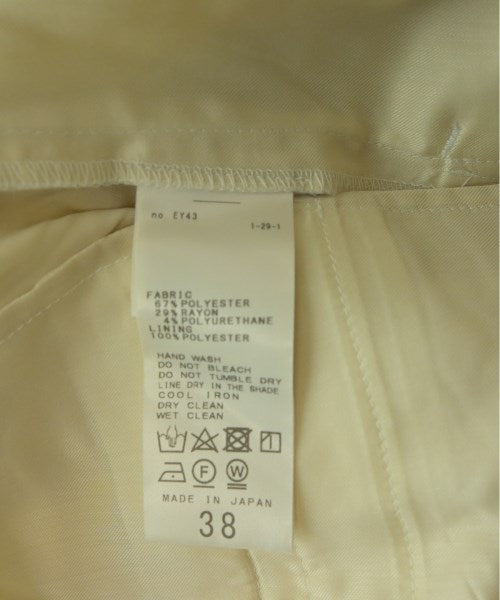 no EY43
1-29-1
FABRIC
67% POLYESTER
29% RAYON
4% POLYURETHANE
LINING
100% POLYESTER
HAND WASH
DO NOT BLEACH
DO NOT TUMBLE DRY
LINE DRY IN THE SHADE
COOL IRON
DRY CLEAN
WET CLEAN
F W
MADE IN JAPAN
38